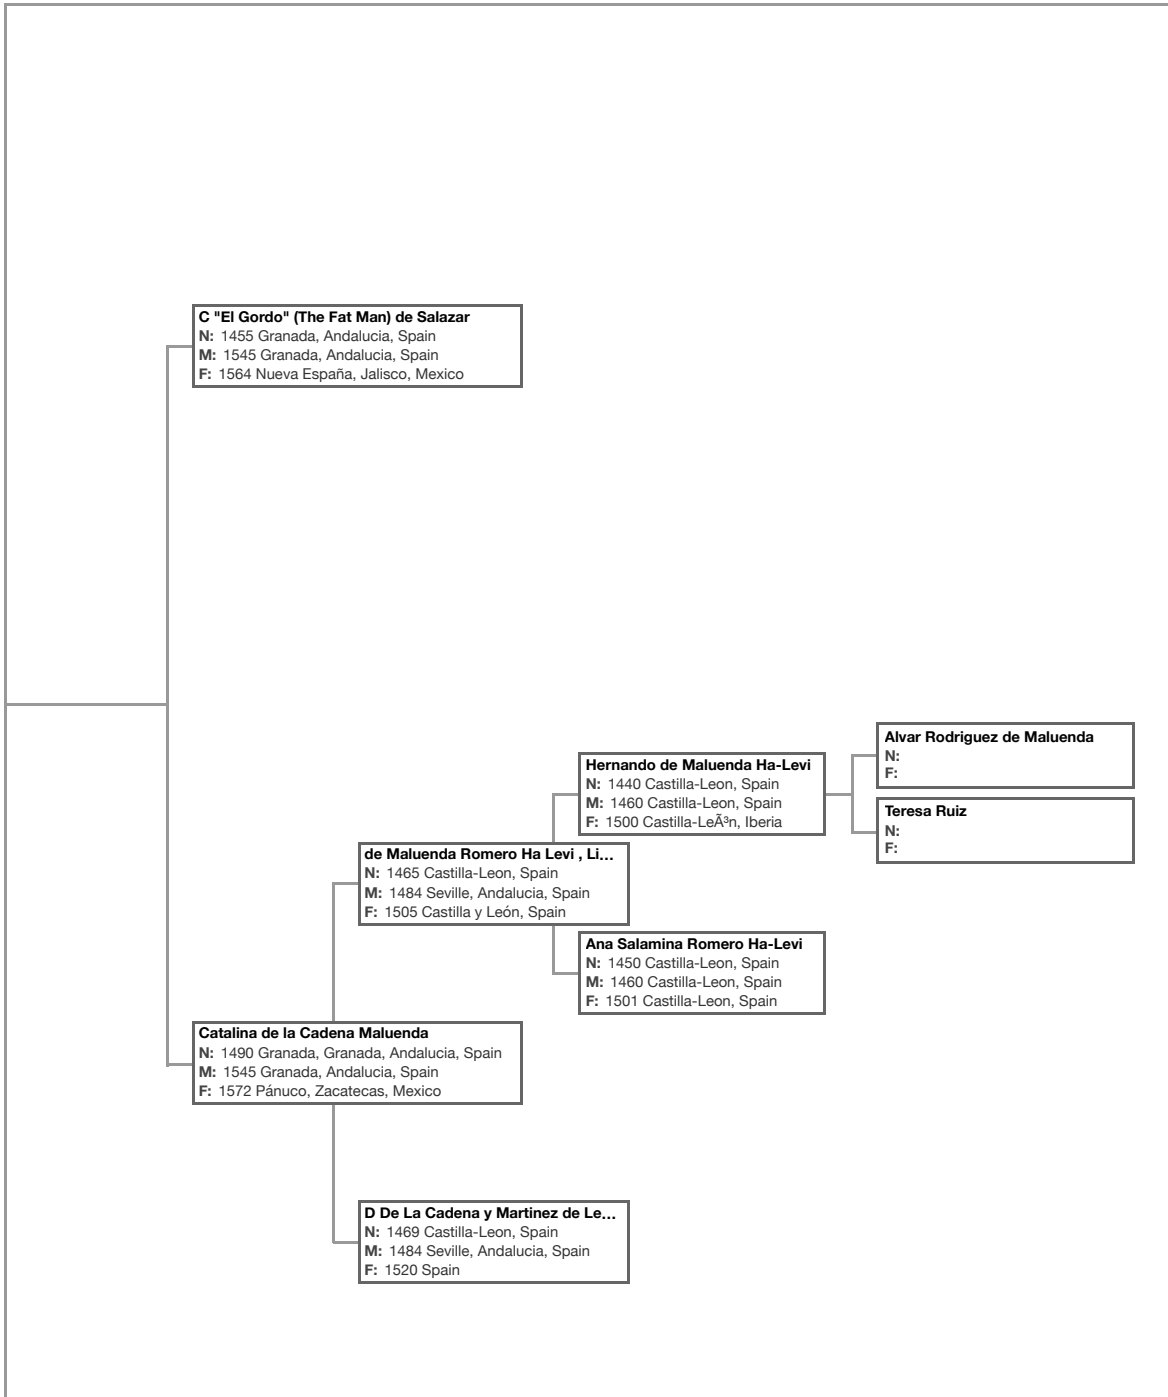 C "El Gordo" (The Fat Man) de Salazar
N: 1455 Granada, Andalucia, Spain
M: 1545 Granada, Andalucia, Spain
F: 1564 Nueva España, Jalisco, Mexico
Alvar Rodriguez de Maluenda
N:
F:
Hernando de Maluenda Ha-Levi
N: 1440 Castilla-Leon, Spain
M: 1460 Castilla-Leon, Spain
F: 1500 Castilla-LeÃ³n, Iberia
Teresa Ruiz
N:
F:
de Maluenda Romero Ha Levi , Li...
N: 1465 Castilla-Leon, Spain
M: 1484 Seville, Andalucia, Spain
F: 1505 Castilla y León, Spain
Ana Salamina Romero Ha-Levi
N: 1450 Castilla-Leon, Spain
M: 1460 Castilla-Leon, Spain
F: 1501 Castilla-Leon, Spain
Catalina de la Cadena Maluenda
N: 1490 Granada, Granada, Andalucia, Spain
M: 1545 Granada, Andalucia, Spain
F: 1572 Pánuco, Zacatecas, Mexico
D De La Cadena y Martinez de Le...
N: 1469 Castilla-Leon, Spain
M: 1484 Seville, Andalucia, Spain
F: 1520 Spain